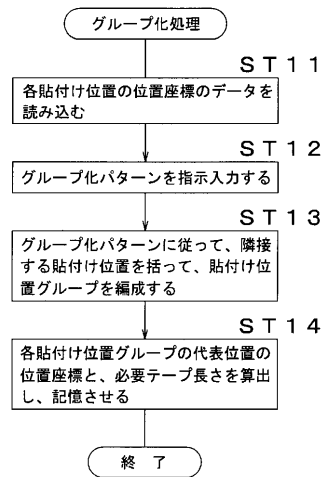 グループ化処理
ST11
各貼付け位置の位置座標のデータを
読み込む
ST12
グループ化パターンを指示入力する
ST13
グループ化パターンに従って、隣接
する貼付け位置を括って、貼付け位
置グループを編成する
ST14
各貼付け位置グループの代表位置の
位置座標と、必要テープ長さを算出
し、記憶させる
終 了